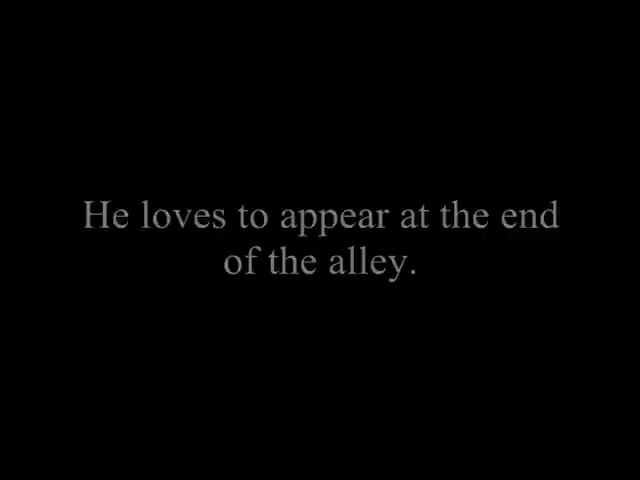 He loves to appear at the end
of the alley.